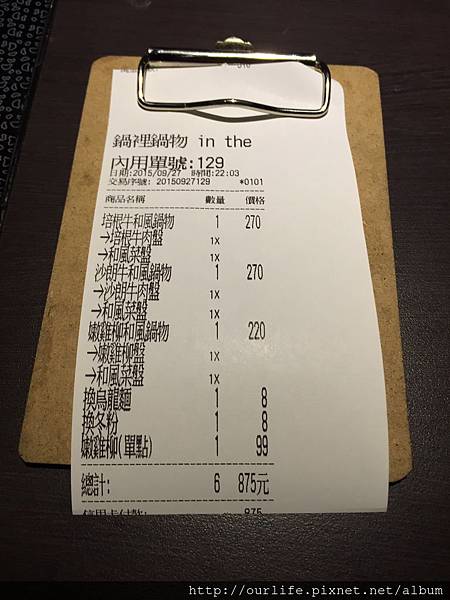 鍋裡鍋物 in the
內用單號:129
日期:2015/09/27 時間:22:03
交易序號: 20150927129 *0101
商品名稱 數量 價格
培根牛和風鍋物 1 270
→培根牛肉盤 1X
→和風菜盤 1X
沙朗牛和風鍋物 1 270
→沙朗牛肉盤 1X
→和風菜盤 1X
嫩雞柳和風鍋物 1 220
→嫩雞柳盤 1X
→和風菜盤 1X
換烏龍麵 1 8
換冬粉 1 8
嫩雞柳(單點) 1 99
總計: 6 875元
信用卡付款: 875
http://ourlife.pixnet.net/album